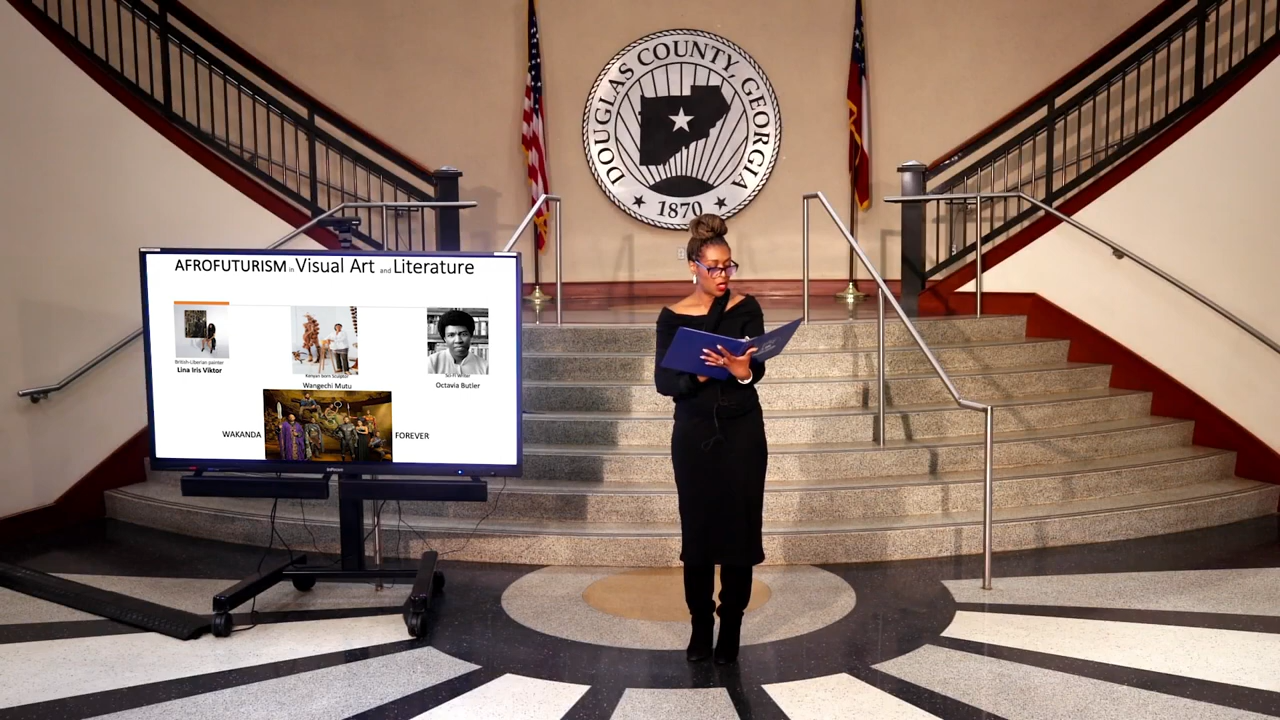 DOUGLAS COUNTY, GEORGIA
1870
AFROFUTURISM in Visual Art and Literature
British-Liberian painter
Lina Iris Viktor
Kenyan born Sculptor
Wangechi Mutu
Sci-Fi Writer
Octavia Butler
WAKANDA
FOREVER